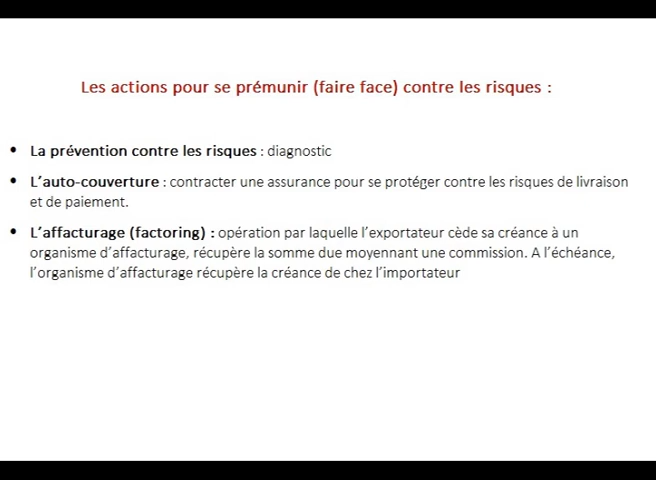 Les actions pour se prémunir (faire face) contre les risques :
• La prévention contre les risques : diagnostic
• L’auto-couverture : contracter une assurance pour se protéger contre les risques de livraison
et de paiement.
• L’affacturage (factoring) : opération par laquelle l’exportateur cède sa créance à un
organisme d’affacturage, récupère la somme due moyennant une commission. A l’échéance,
l’organisme d’affacturage récupère la créance de chez l’importateur